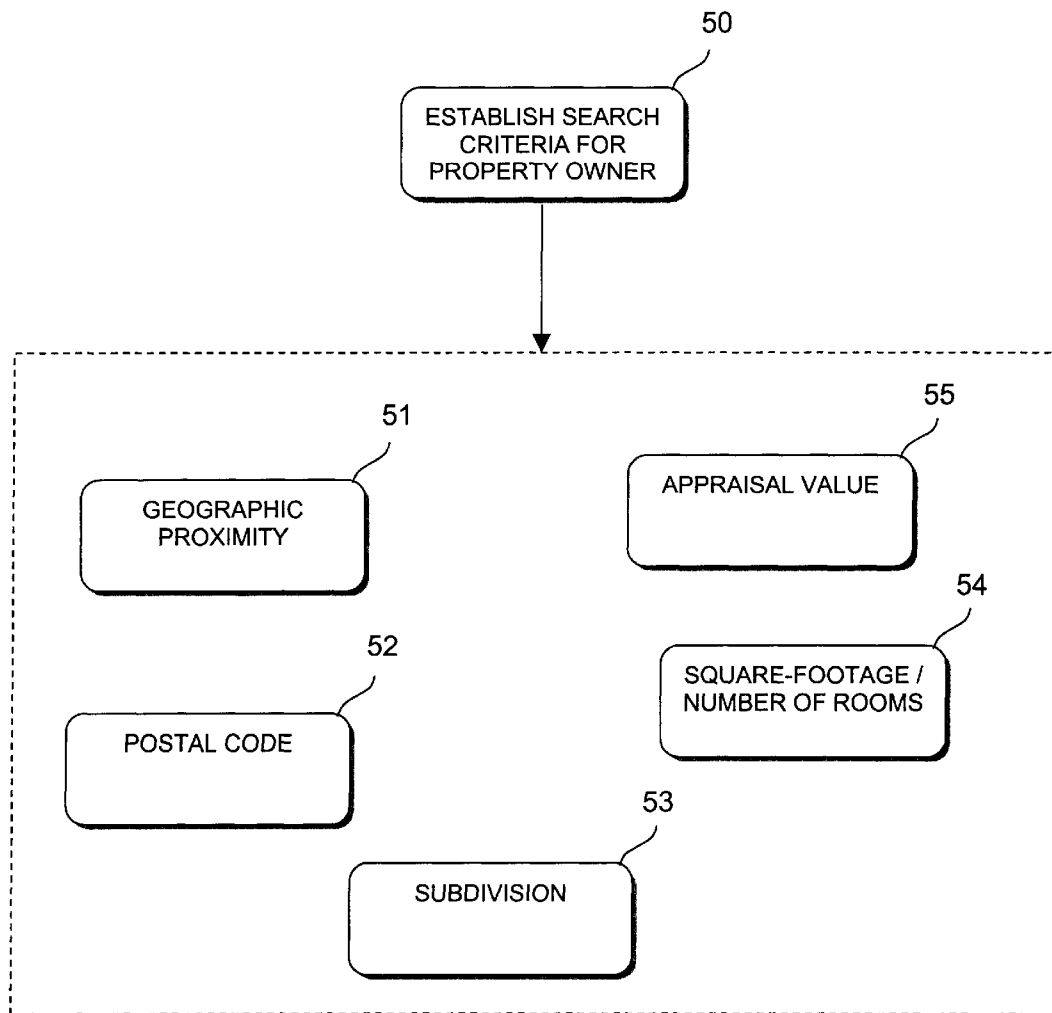 50
ESTABLISH SEARCH
CRITERIA FOR
PROPERTY OWNER
51
GEOGRAPHIC
PROXIMITY
55
APPRAISAL VALUE
52
POSTAL CODE
54
SQUARE-FOOTAGE /
NUMBER OF ROOMS
53
SUBDIVISION